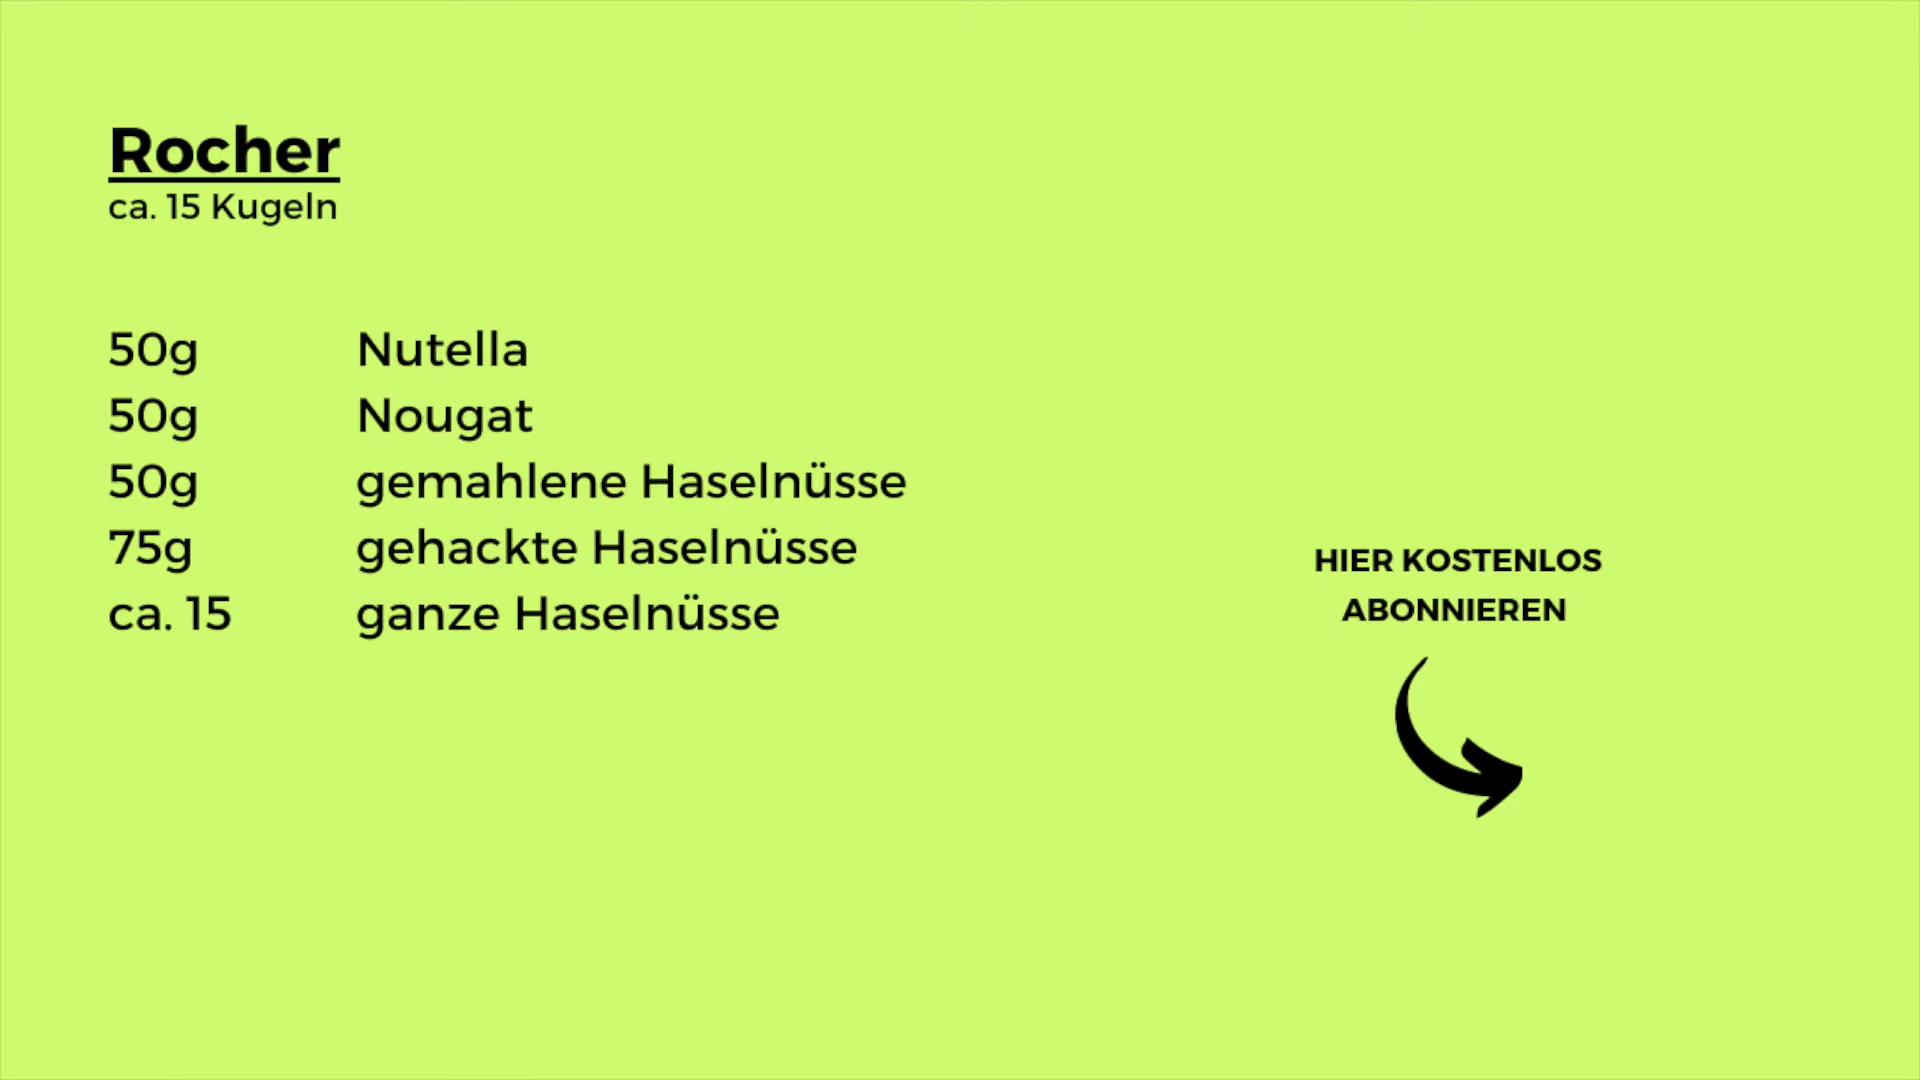 Rocher
ca. 15 Kugeln
50g Nutella
50g Nougat
50g gemahlene Haselnüsse
75g gehackte Haselnüsse
ca. 15 ganze Haselnüsse
HIER KOSTENLOS
ABONNIEREN